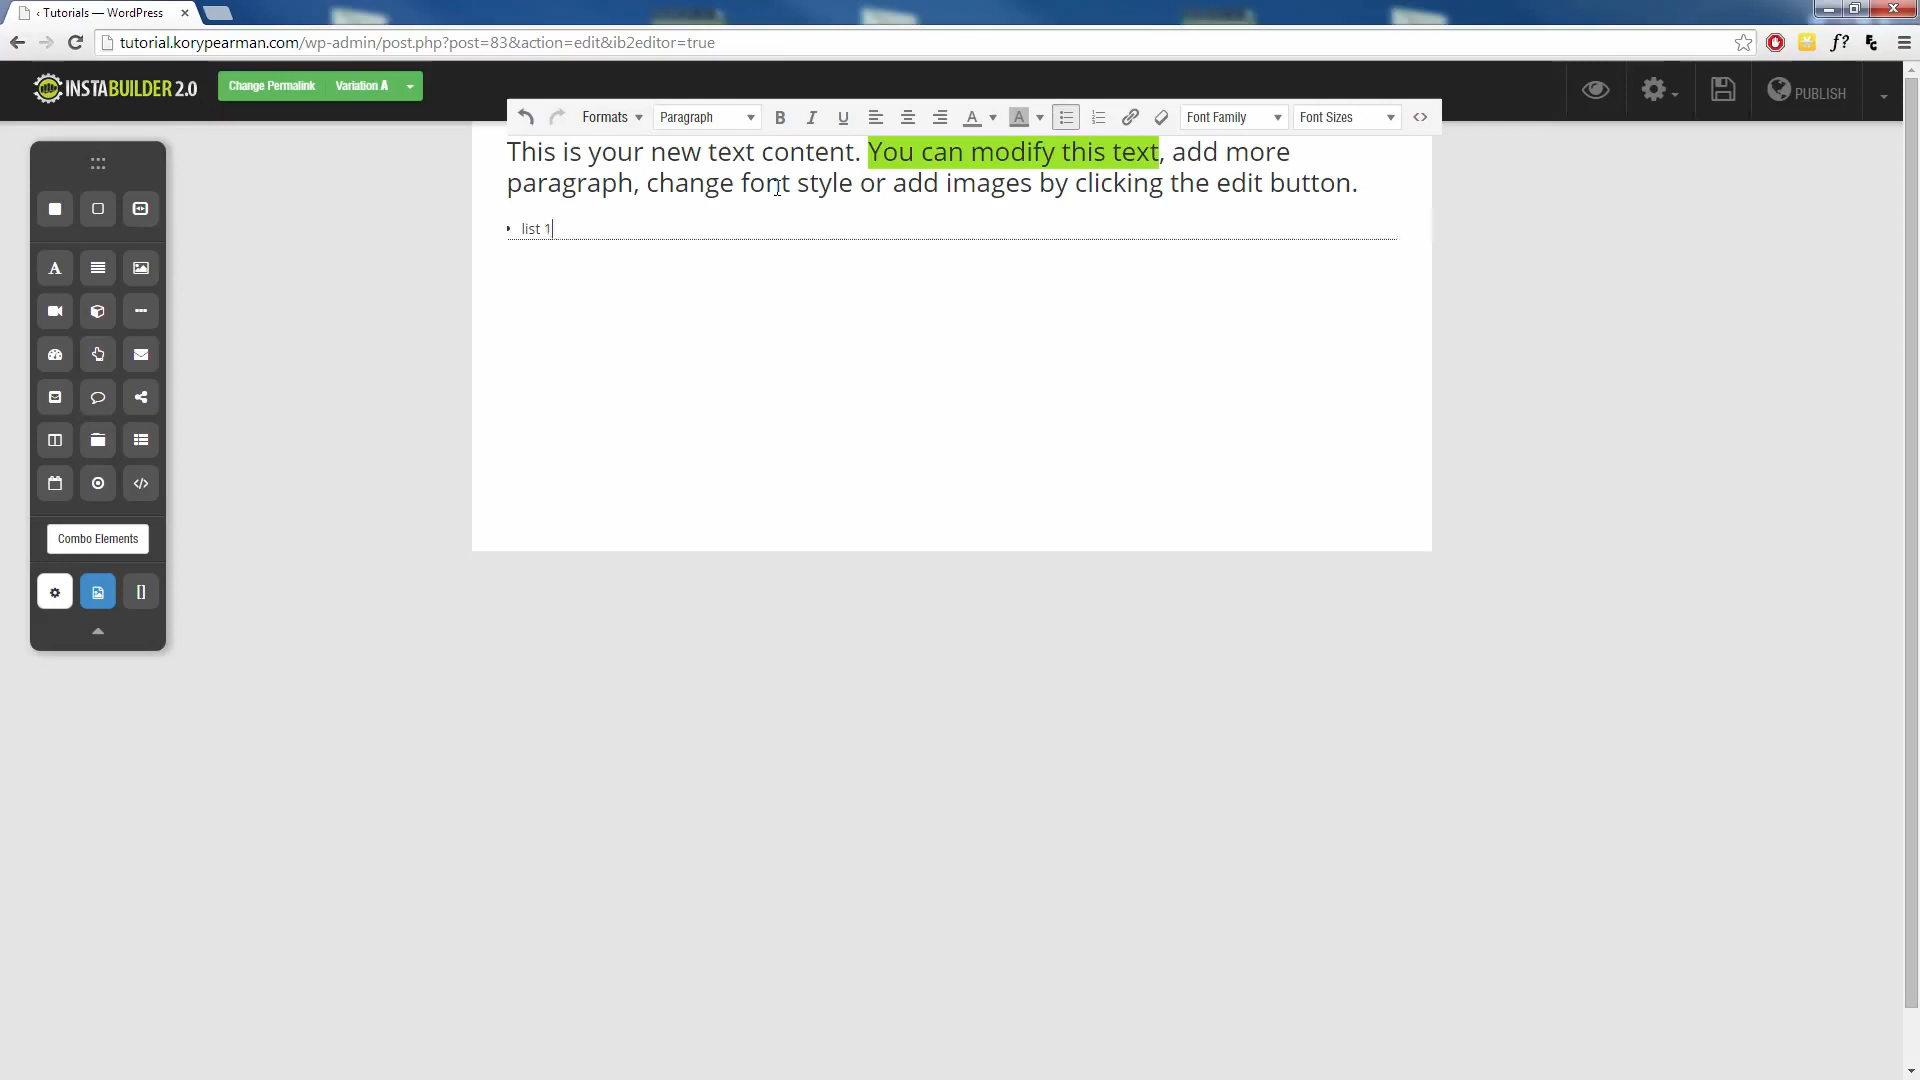 ‹ Tutorials — WordPress
tutorial.korypearman.com/wp-admin/post.php?post=83&action=edit&ib2editor=true
INSTABUILDER 2.0
Change Permalink
Variation A
PUBLISH
Formats
Paragraph
B
I
U
A
A
Font Family
Font Sizes
This is your new text content. You can modify this text, add more
paragraph, change font style or add images by clicking the edit button.
• list 1
A
Combo Elements
[]